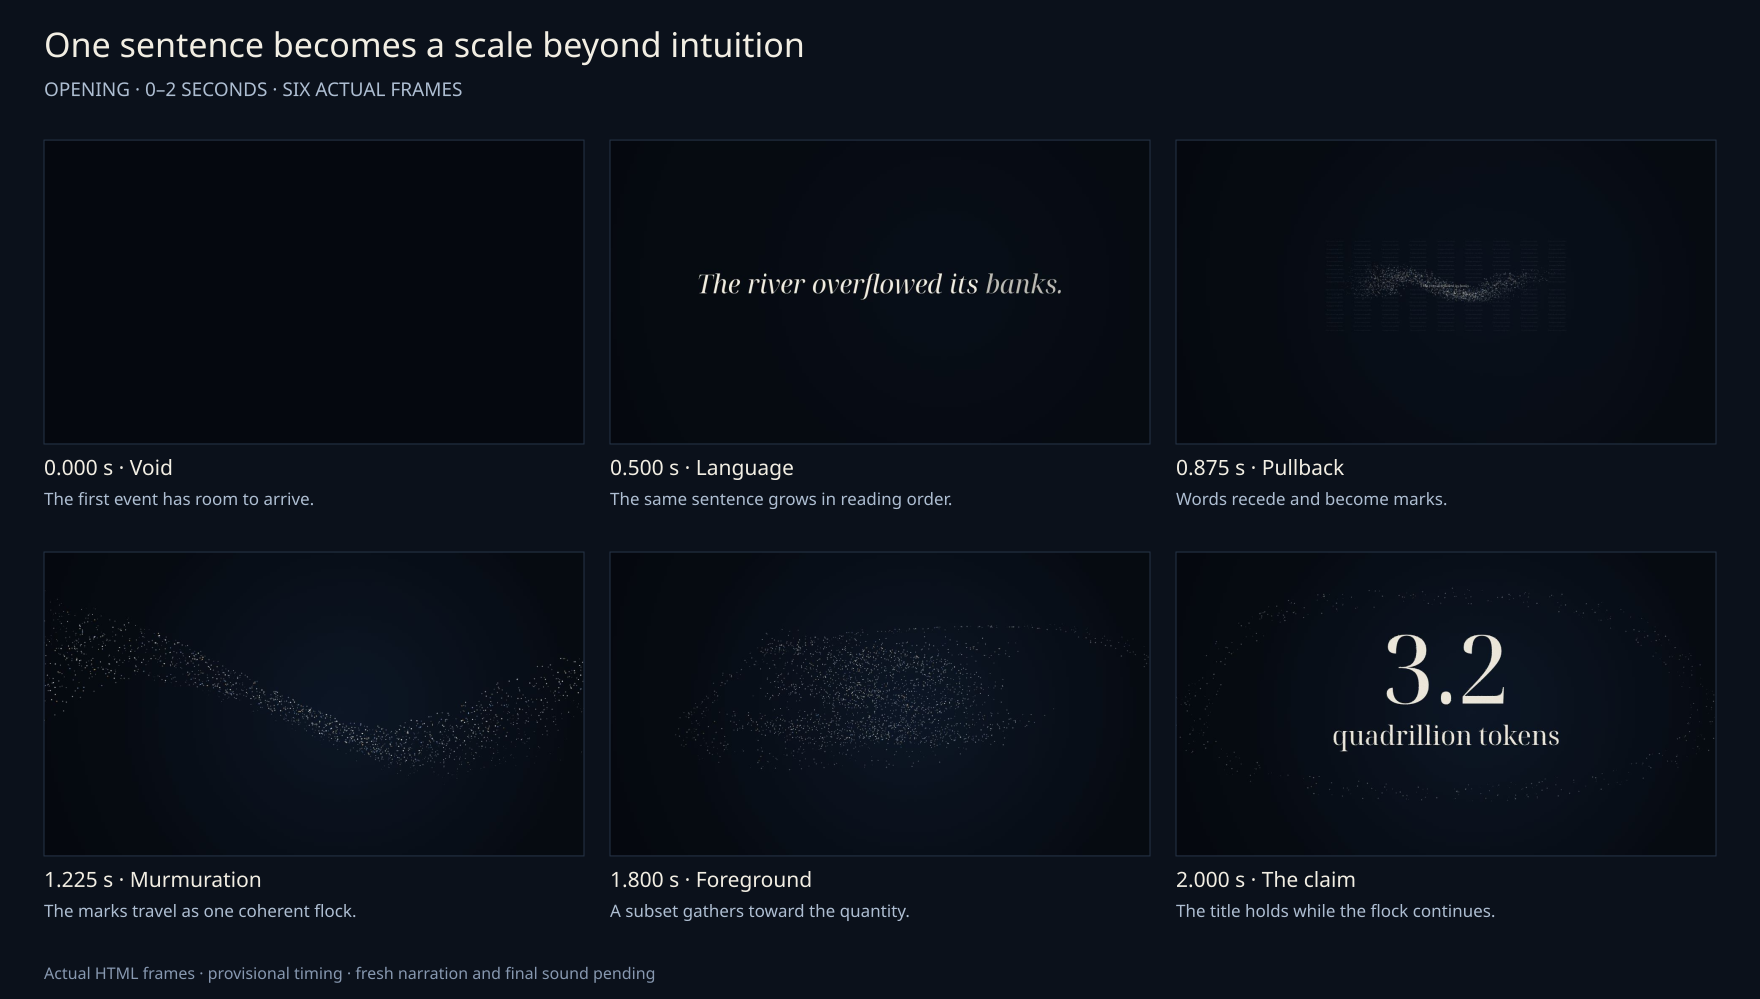 One sentence becomes a scale beyond intuition
OPENING · 0–2 SECONDS · SIX ACTUAL FRAMES
The river overflowed its banks.
0.000 s · Void
The first event has room to arrive.
0.500 s · Language
The same sentence grows in reading order.
0.875 s · Pullback
Words recede and become marks.
3.2
quadrillion tokens
1.225 s · Murmuration
The marks travel as one coherent flock.
1.800 s · Foreground
A subset gathers toward the quantity.
2.000 s · The claim
The title holds while the flock continues.
Actual HTML frames · provisional timing · fresh narration and final sound pending